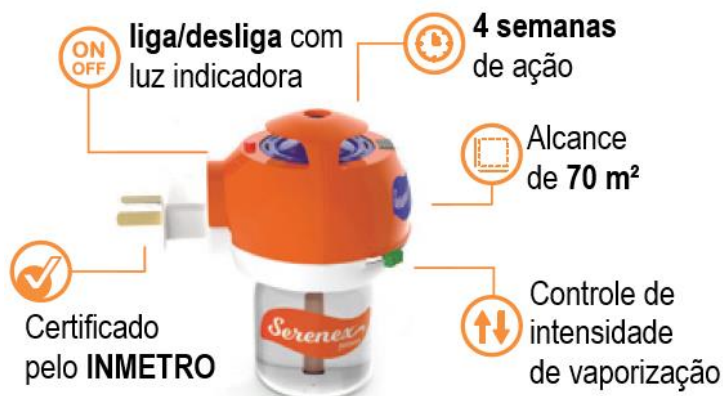 ON
OFF
liga/desliga com
luz indicadora
4 semanas
de ação
Alcance
de 70 m²
Certificado
pelo INMETRO
Serenex
Controle de
intensidade
de vaporização